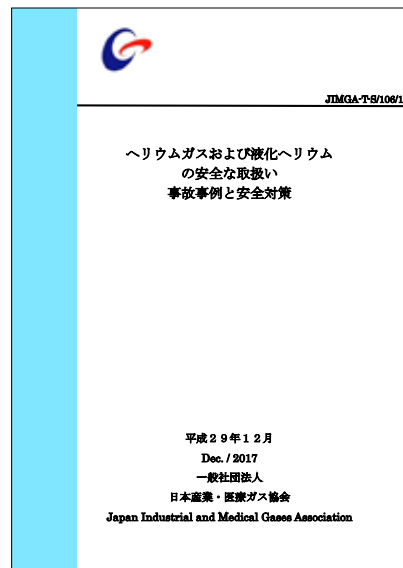 JIMGA-T-S/106/1
ヘリウムガスおよび液化ヘリウム
の安全な取扱い
事故事例と安全対策
平成２９年１２月
Dec. / 2017
一般社団法人
日本産業・医療ガス協会
Japan Industrial and Medical Gases Association